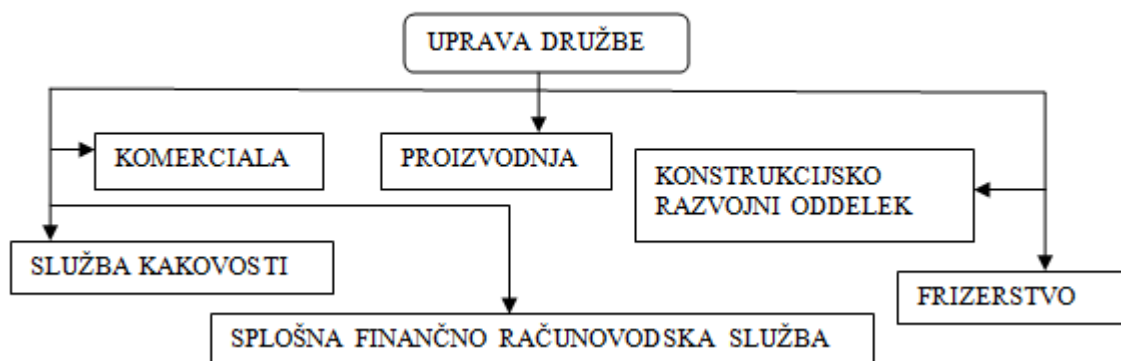 UPRAVA DRUŽBE
KOMERCIALA
PROIZVODNJA
KONSTRUKCIJSKO
RAZVOJNI ODDELEK
SLUŽBA KAKOVOSTI
FRIZERSTVO
SPLOŠNA FINANČNO RAČUNOVODSKA SLUŽBA